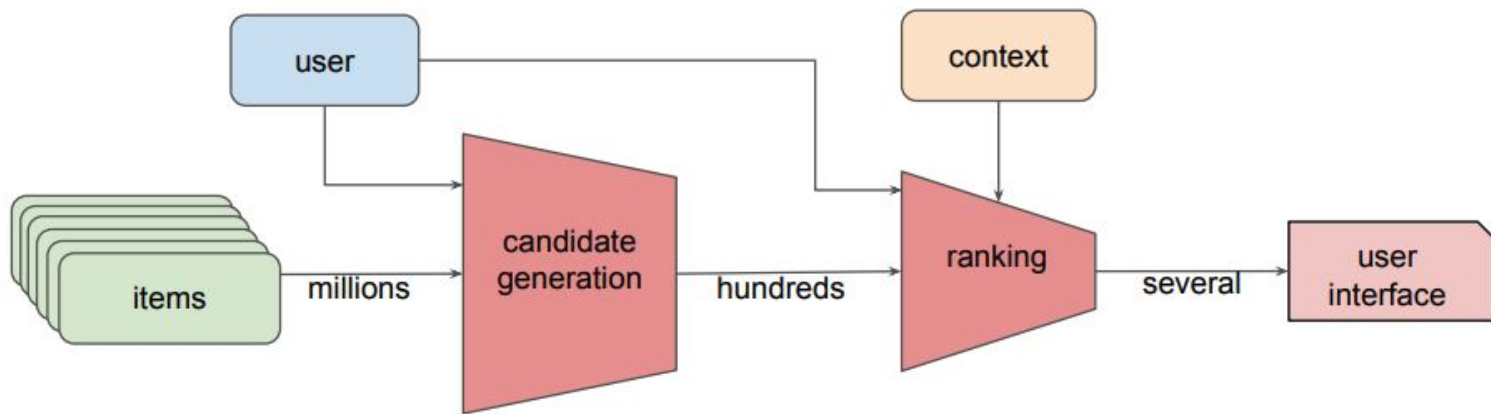 user
context
items
millions
candidate
generation
hundreds
ranking
several
user
interface